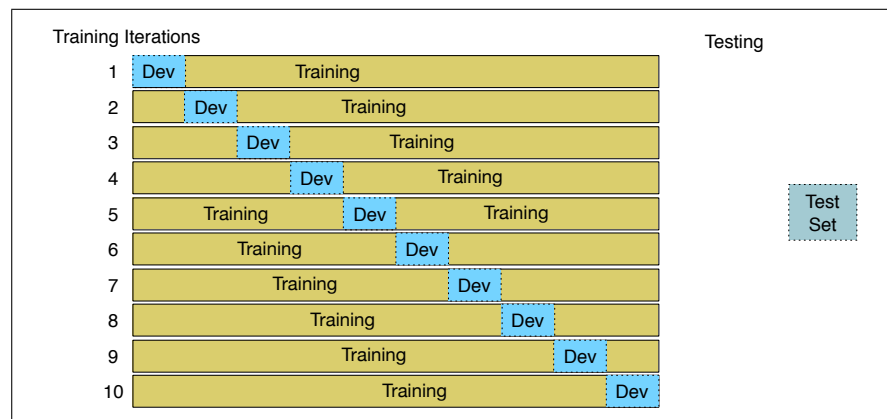 Training Iterations
Testing
1 Dev Training
2 Dev Training
3 Dev Training
4 Dev Training
5 Training Dev Training
6 Training Dev
7 Training Dev
8 Training Dev
9 Training Dev
10 Training Dev
Test
Set